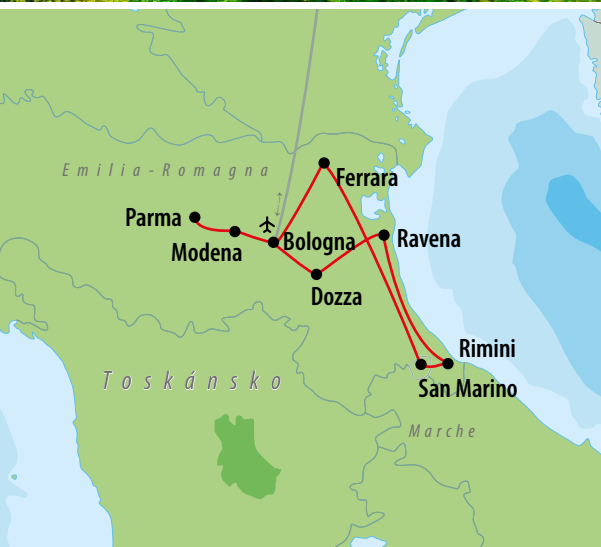 Emilia-Romagna
Ferrara
Parma
Modena
Bologna
Ravena
Dozza
Rimini
San Marino
Toskánsko
Marche